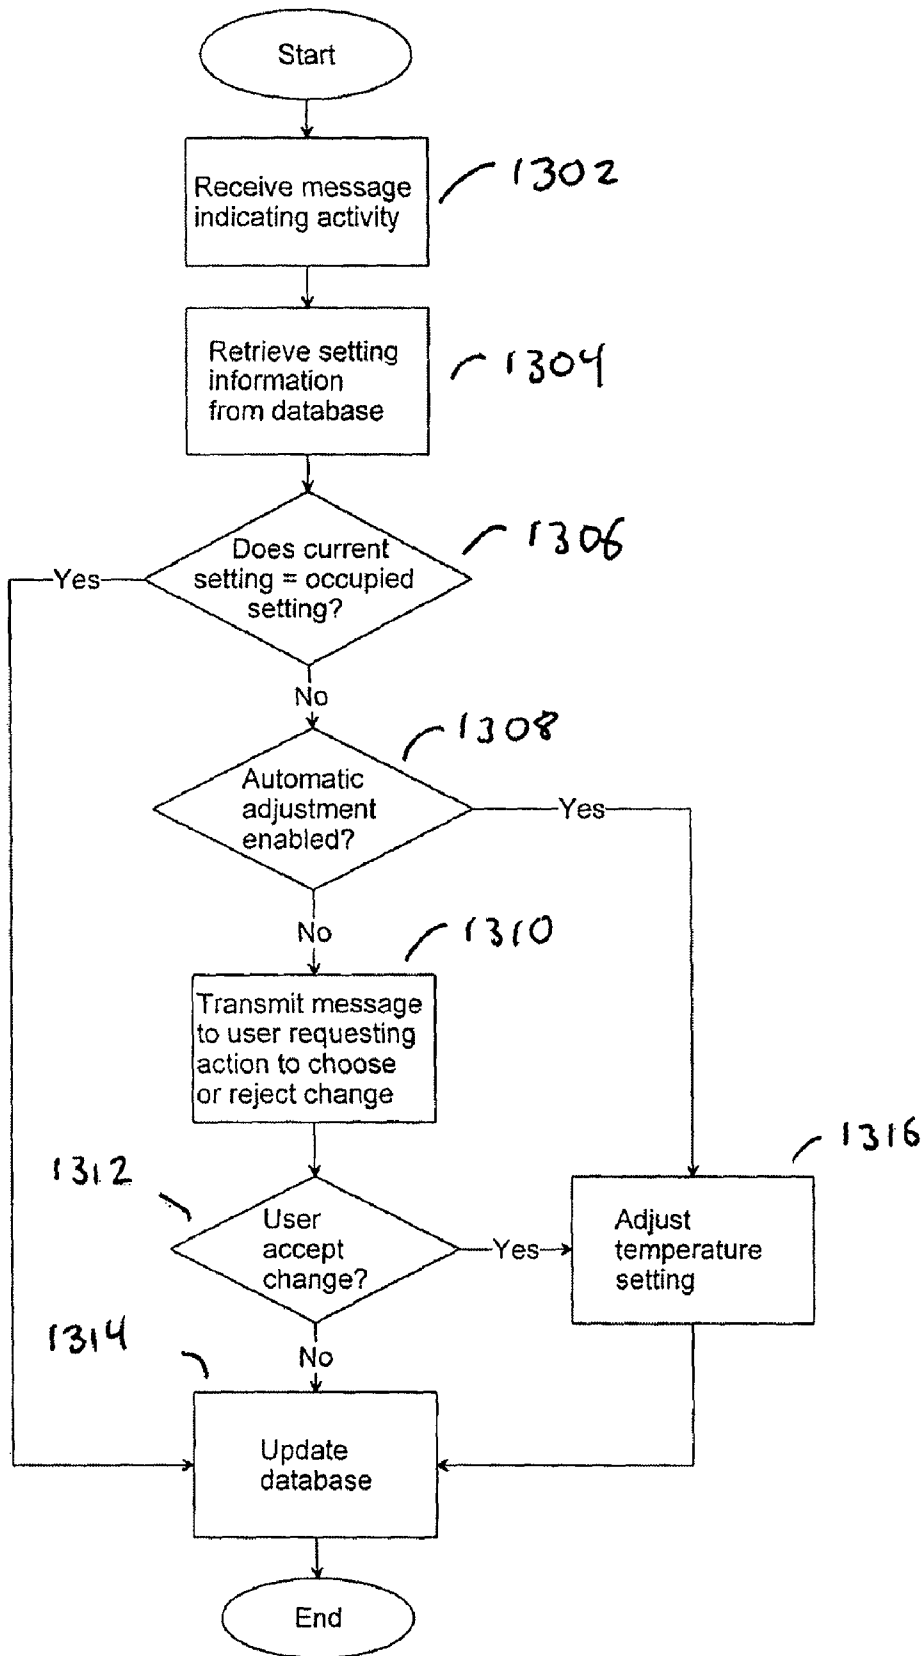 Start
1302
Receive message
indicating activity
1304
Retrieve setting
information
from database
1306
Does current
setting = occupied
setting?
Yes
No
1308
Automatic
adjustment
enabled?
Yes
No
1310
Transmit message
to user requesting
action to choose
or reject change
1312
User
accept
change?
Yes
1316
Adjust
temperature
setting
No
1314
Update
database
End